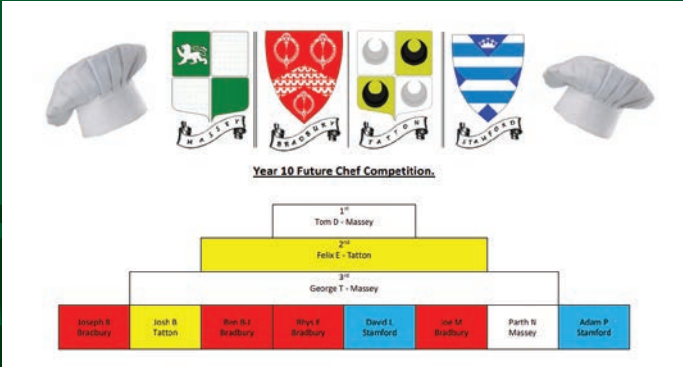 MASSEY
BRADBURY
TATTON
STAMFORD
Year 10 Future Chef Competition.
1st
Tom D - Massey
2nd
Felix E - Tatton
3rd
George T - Massey
Joseph B
Bradbury
Josh B
Tatton
Ben B-J
Bradbury
Rhys E
Bradbury
David L
Stamford
Joe M
Bradbury
Parth N
Massey
Adam P
Stamford